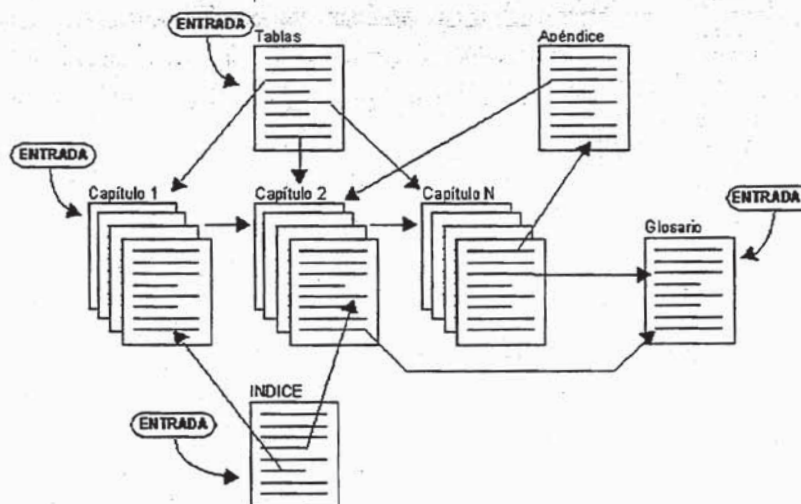 ENTRADA
Tablas
Apéndice
ENTRADA
Capítulo 1
Capítulo 2
Capítulo N
ENTRADA
Glosario
INDICE
ENTRADA